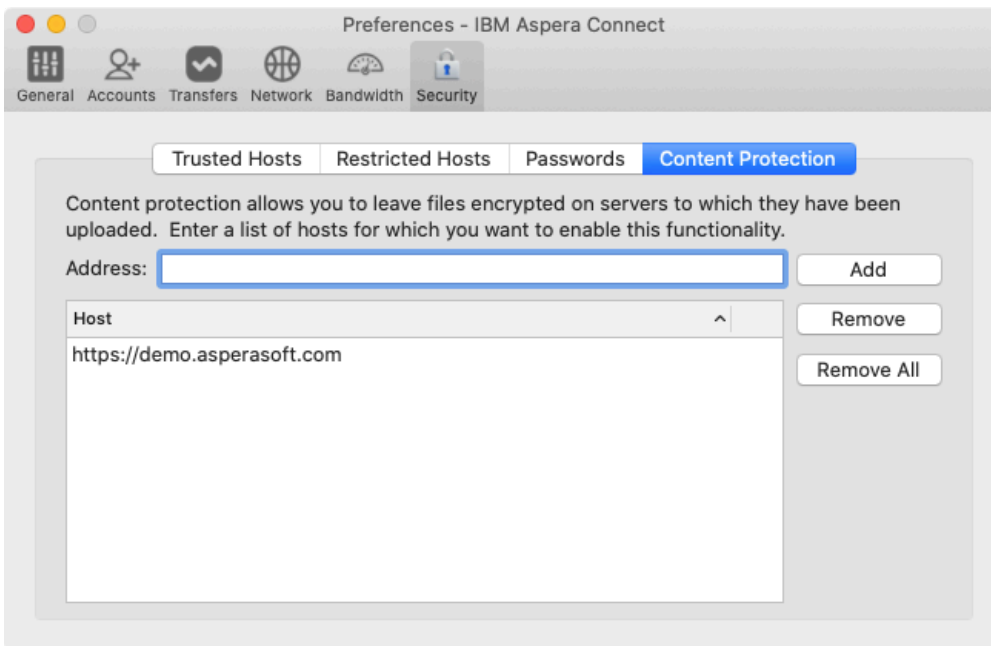 Preferences - IBM Aspera Connect
General Accounts Transfers Network Bandwidth Security
Trusted Hosts Restricted Hosts Passwords Content Protection
Content protection allows you to leave files encrypted on servers to which they have been
uploaded.  Enter a list of hosts for which you want to enable this functionality.
Address: Add
Host Remove
https://demo.asperasoft.com
Remove All